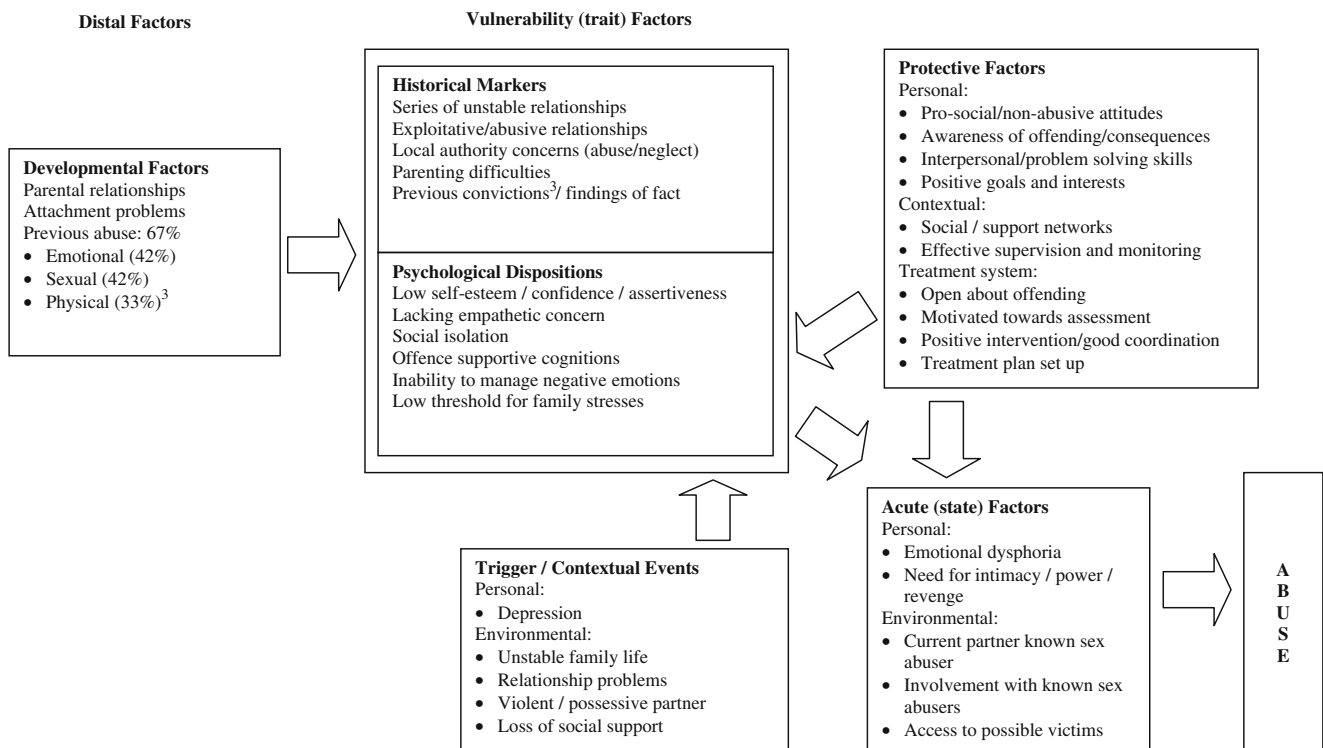 Distal Factors
Vulnerability (trait) Factors
Developmental Factors
Parental relationships
Attachment problems
Previous abuse: 67%
• Emotional (42%)
• Sexual (42%)
• Physical (33%)³
Historical Markers
Series of unstable relationships
Exploitative/abusive relationships
Local authority concerns (abuse/neglect)
Parenting difficulties
Previous convictions³/ findings of fact
Psychological Dispositions
Low self-esteem / confidence / assertiveness
Lacking empathetic concern
Social isolation
Offence supportive cognitions
Inability to manage negative emotions
Low threshold for family stresses
Protective Factors
Personal:
• Pro-social/non-abusive attitudes
• Awareness of offending/consequences
• Interpersonal/problem solving skills
• Positive goals and interests
Contextual:
• Social / support networks
• Effective supervision and monitoring
Treatment system:
• Open about offending
• Motivated towards assessment
• Positive intervention/good coordination
• Treatment plan set up
Trigger / Contextual Events
Personal:
• Depression
Environmental:
• Unstable family life
• Relationship problems
• Violent / possessive partner
• Loss of social support
Acute (state) Factors
Personal:
• Emotional dysphoria
• Need for intimacy / power /
revenge
Environmental:
• Current partner known sex
abuser
• Involvement with known sex
abusers
• Access to possible victims
A
B
U
S
E